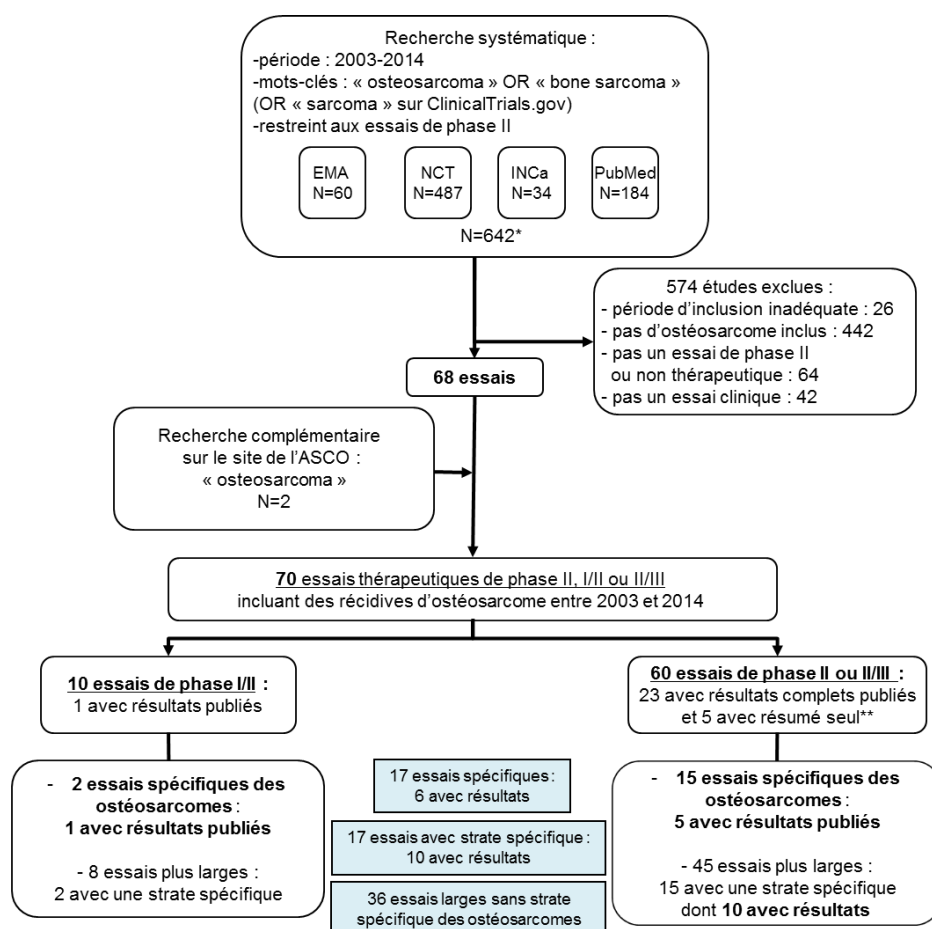 Recherche systématique :
-période : 2003-2014
-mots-clés : « osteosarcoma » OR « bone sarcoma »
(OR « sarcoma » sur ClinicalTrials.gov)
-restreint aux essais de phase II
EMA
N=60
NCT
N=487
INCa
N=34
PubMed
N=184
N=642*
574 études exclues :
- période d'inclusion inadéquate : 26
- pas d'ostéosarcome inclus : 442
- pas un essai de phase II
ou non thérapeutique : 64
- pas un essai clinique : 42
68 essais
Recherche complémentaire
sur le site de l'ASCO :
« osteosarcoma »
N=2
70 essais thérapeutiques de phase II, I/II ou II/III
incluant des récidives d'ostéosarcome entre 2003 et 2014
10 essais de phase I/II :
1 avec résultats publiés
60 essais de phase II ou II/III :
23 avec résultats complets publiés
et 5 avec résumé seul**
- 2 essais spécifiques des
ostéosarcomes :
1 avec résultats publiés
- 8 essais plus larges :
2 avec une strate spécifique
17 essais spécifiques :
6 avec résultats
17 essais avec strate spécifique :
10 avec résultats
36 essais larges sans strate
spécifique des ostéosarcomes
- 15 essais spécifiques des
ostéosarcomes :
5 avec résultats publiés
- 45 essais plus larges :
15 avec une strate spécifique
dont 10 avec résultats